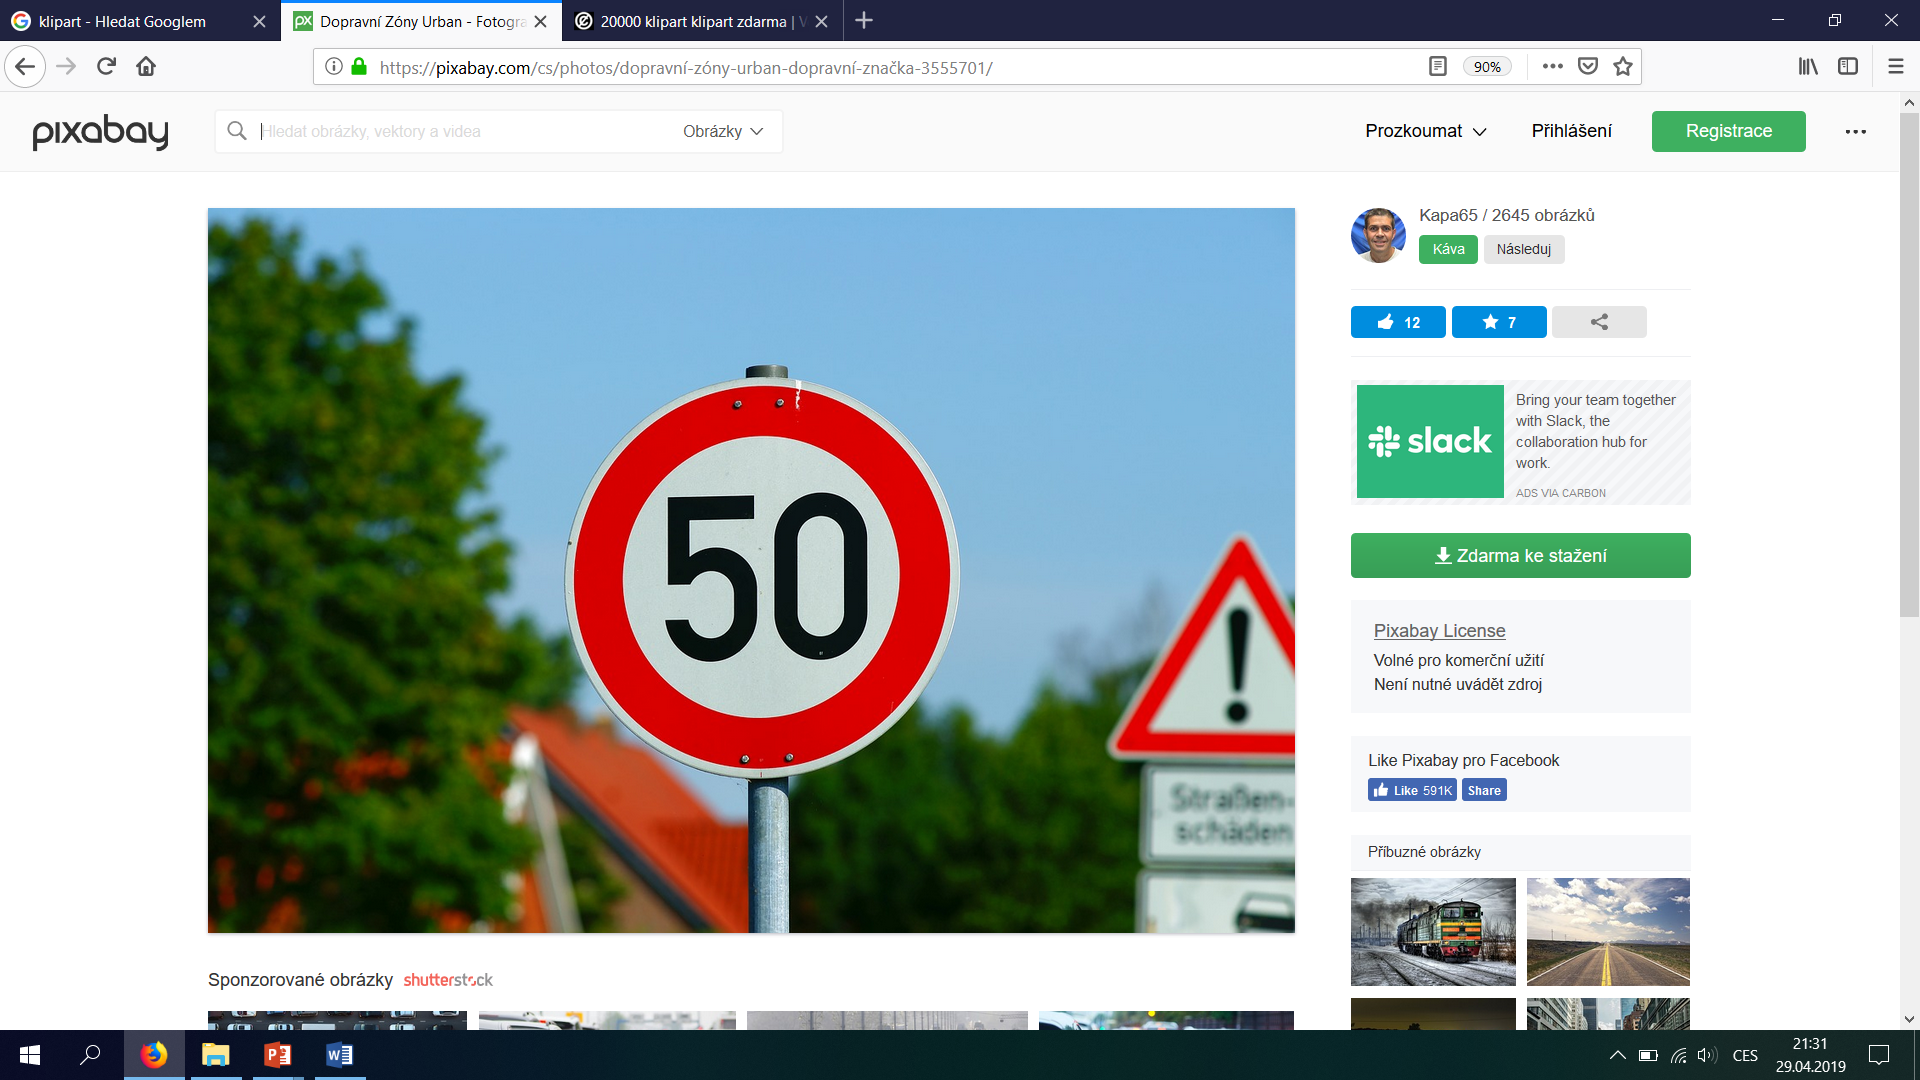 klipart - Hledat Googlem
Dopravní Zóny Urban - Fotogra
20000 klipart klipart zdarma |
https://pixabay.com/cs/photos/dopravní-zóny-urban-dopravní-značka-3555701/
90%
pixabay
Hledat obrázky, vektory a videa
Obrázky
Prozkoumat
Přihlášení
Registrace
50
Straßen-
schäden
Kapa65 / 2645 obrázků
Káva
Následuj
12
7
slack
Bring your team together
with Slack, the
collaboration hub for
work.
ADS VIA CARBON
Zdarma ke stažení
Pixabay License
Volné pro komerční užití
Není nutné uvádět zdroj
Like Pixabay pro Facebook
Like 591K
Share
Příbuzné obrázky
Sponzorované obrázky shutterstock
CES
21:31
29.04.2019